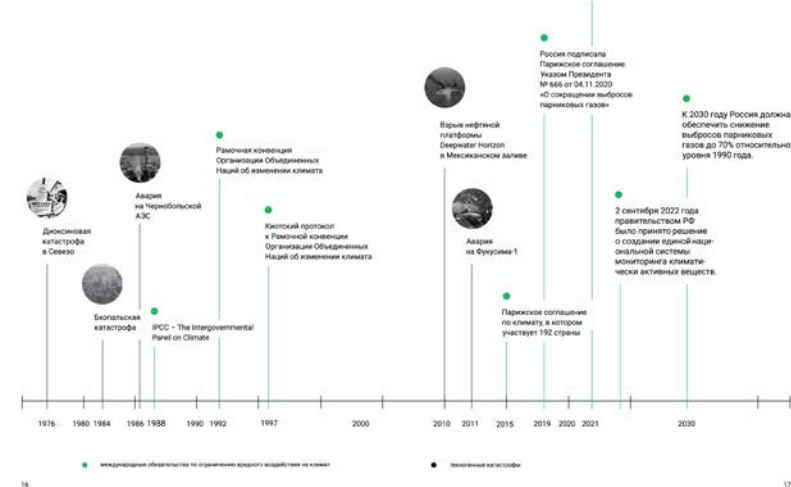 Россия подписала
Парижское соглашение.
Указом Президента
№ 666 от 04.11.2020
«О сокращении выбросов
парниковых газов»
К 2030 году Россия должна
обеспечить снижение
выбросов парниковых
газов до 70% относительно
уровня 1990 года.
Взрыв нефтяной
платформы
Deepwater Horizon
в Мексиканском заливе
Рамочная конвенция
Организации Объединенных
Наций об изменении климата
Авария
на Чернобольской
АЭС
2 сентября 2022 года
правительством РФ
было принято решение
о создании единой наци-
ональной системы
мониторинга климати-
чески активных веществ.
Киотский протокол
к Рамочной конвенции
Организации Объединенных
Наций об изменении климата
Диоксиновая
катастрофа
в Севезо
Авария
на Фукусима-1
Бхопальская
катастрофа
IPCC – The Intergovernmental
Panel on Climate
Парижское соглашение
по климату, в котором
участвует 192 страны
1976 1980 1984 1986 1988 1990 1992 1997 2000 2010 2011 2015 2019 2020 2021 2030
международные обязательства по ограничению вредного воздействия на климат
техногенные катастрофы
16 17